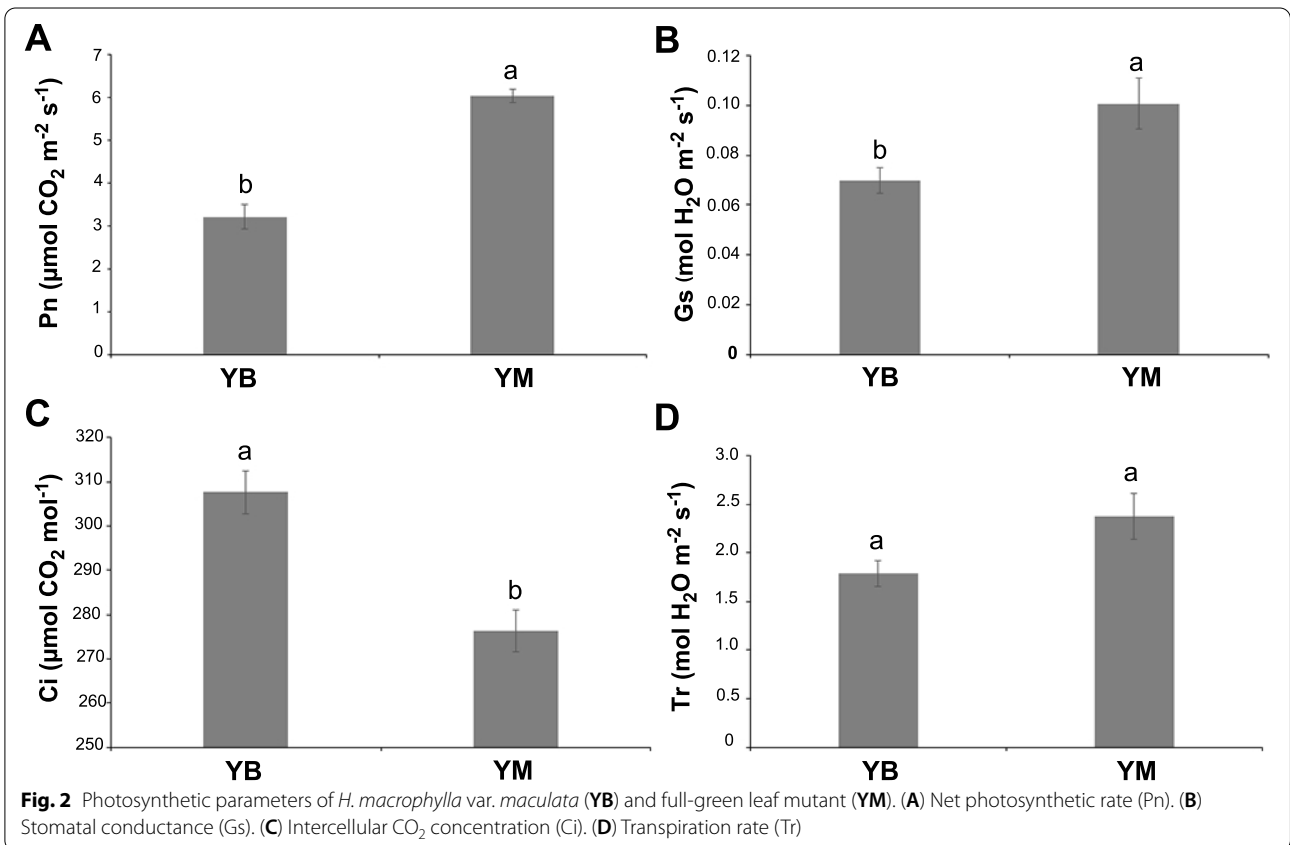 A
Pn (µmol CO2 m-2 s-1)
7
6
5
4
3
2
1
0
b
a
YB
YM
B
Gs (mol H2O m-2 s-1)
0.12
0.10
0.08
0.06
0.04
0.02
0
b
a
YB
YM
C
Ci (µmol CO2 mol-1)
320
310
300
290
280
270
260
250
a
b
YB
YM
D
Tr (mol H2O m-2 s-1)
3.0
2.5
2.0
1.5
1.0
0.5
0
a
a
YB
YM
Fig. 2 Photosynthetic parameters of H. macrophylla var. maculata (YB) and full-green leaf mutant (YM). (A) Net photosynthetic rate (Pn). (B)
Stomatal conductance (Gs). (C) Intercellular CO2 concentration (Ci). (D) Transpiration rate (Tr)